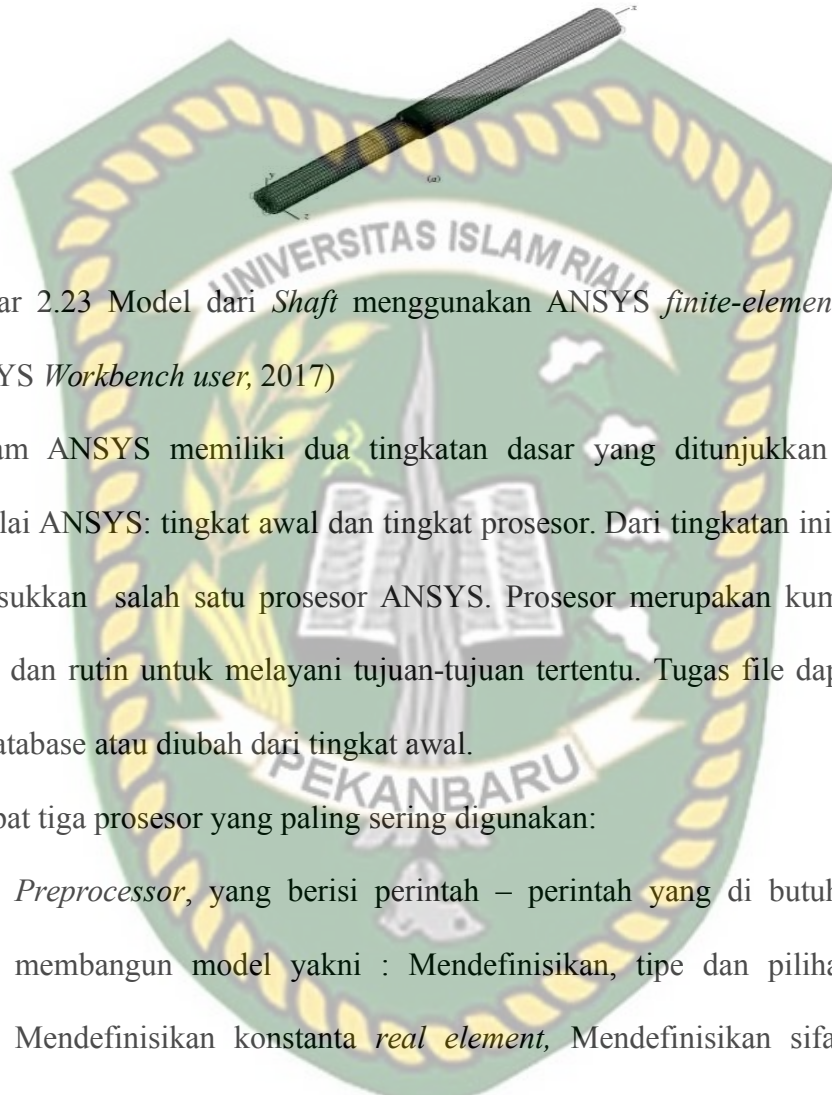 x
y
z
(a)
UNIVERSITAS ISLAM RIAU
ar 2.23 Model dari Shaft menggunakan ANSYS finite-elemen
YS Workbench user, 2017)
am ANSYS memiliki dua tingkatan dasar yang ditunjukkan
lai ANSYS: tingkat awal dan tingkat prosesor. Dari tingkatan ini
sukkan salah satu prosesor ANSYS. Prosesor merupakan kum
dan rutin untuk melayani tujuan-tujuan tertentu. Tugas file dap
atabase atau diubah dari tingkat awal.
PEKANBARU
pat tiga prosesor yang paling sering digunakan:
Preprocessor, yang berisi perintah – perintah yang di butuh
membangun model yakni : Mendefinisikan, tipe dan piliha
Mendefinisikan konstanta real element, Mendefinisikan sifa